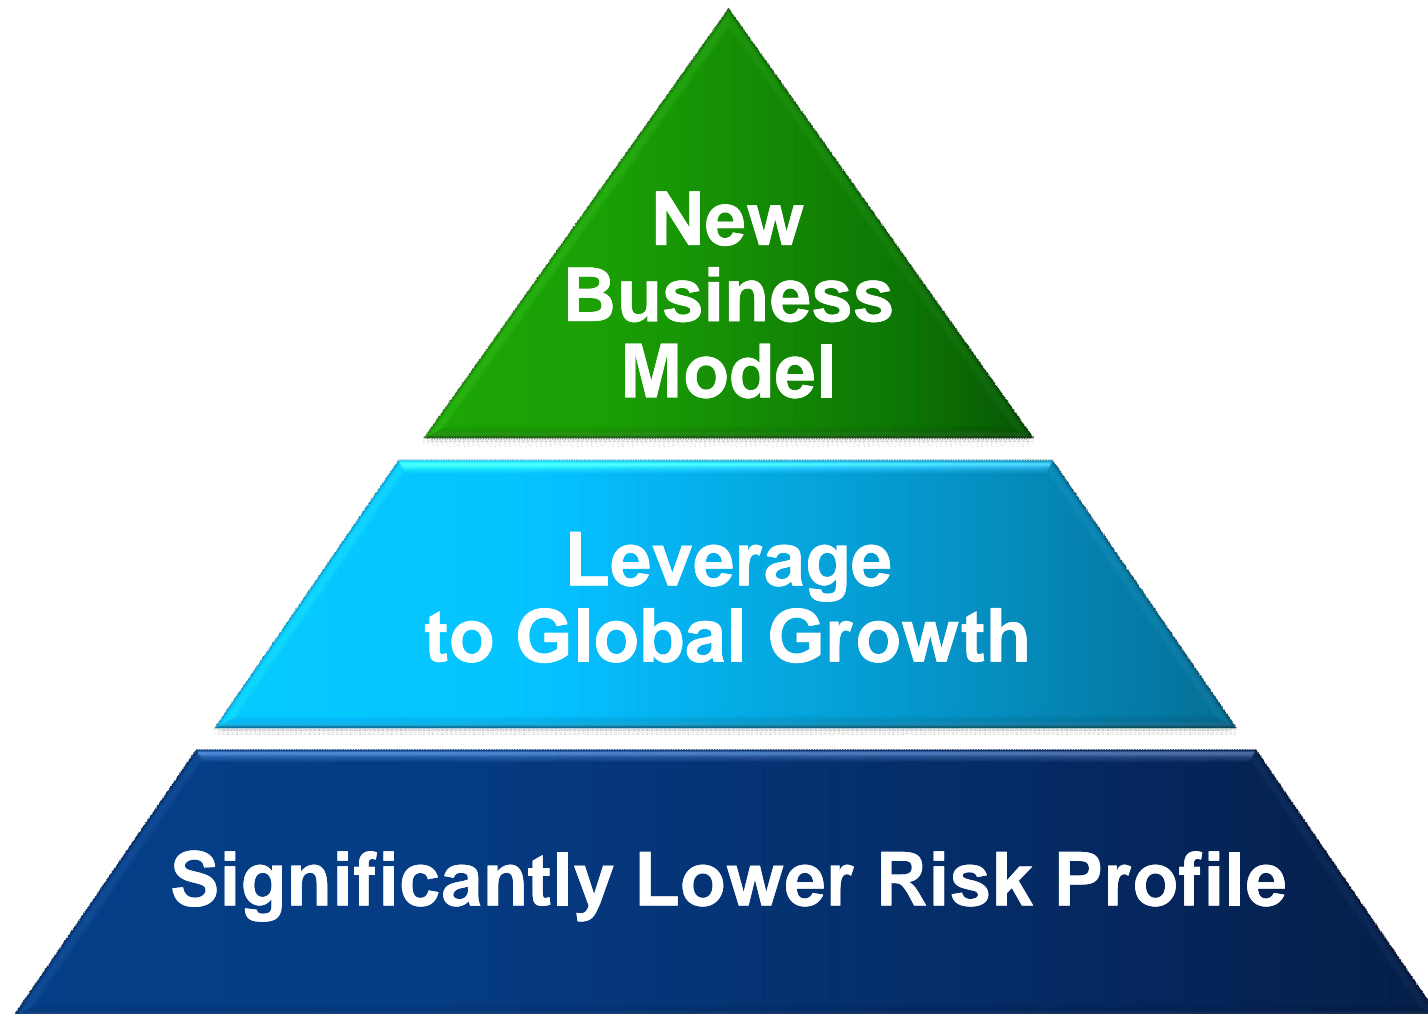 New
Business
Model
Leverage
to Global Growth
Significantly Lower Risk Profile